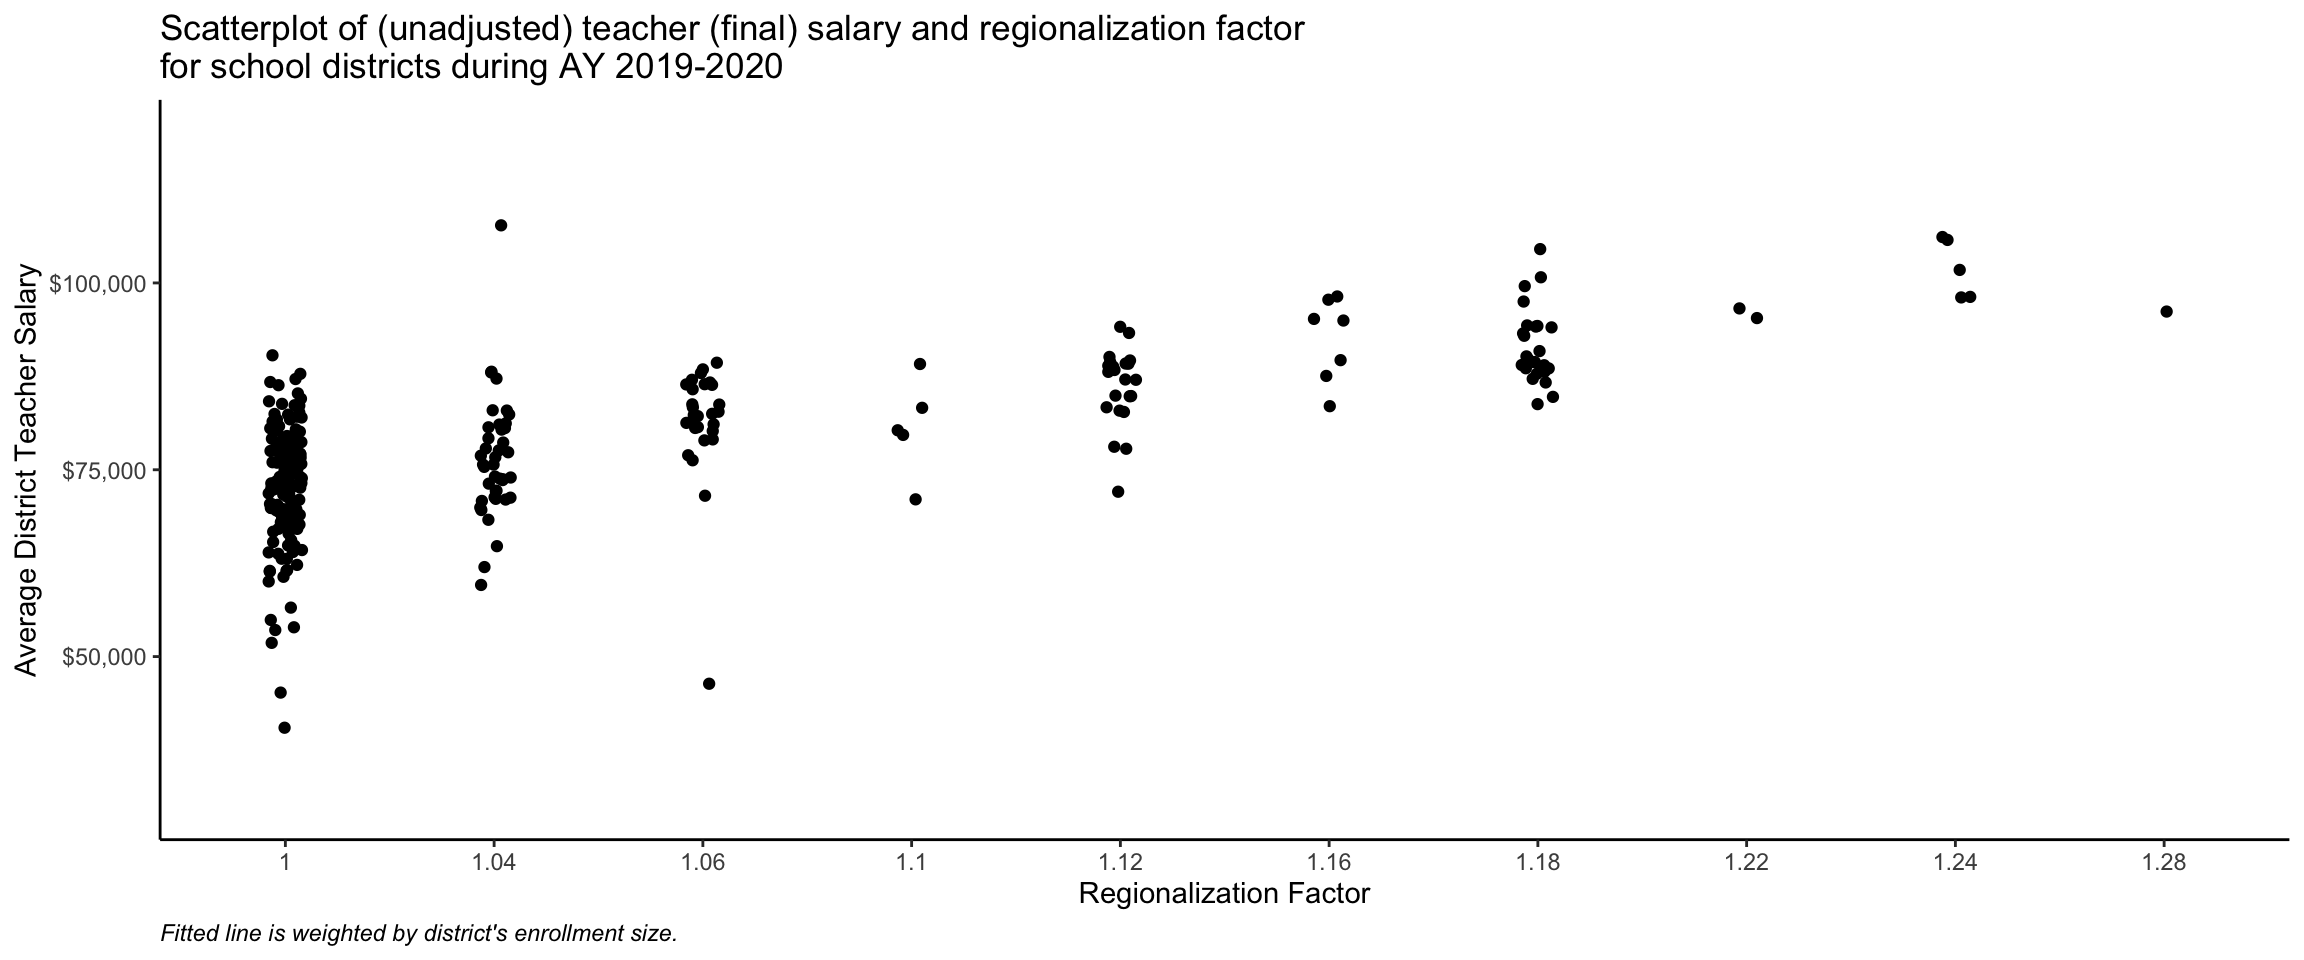 Scatterplot of (unadjusted) teacher (final) salary and regionalization factor
for school districts during AY 2019-2020
Average District Teacher Salary
$100,000
$75,000
$50,000
1 1.04 1.06 1.1 1.12 1.16 1.18 1.22 1.24 1.28
Regionalization Factor
Fitted line is weighted by district's enrollment size.